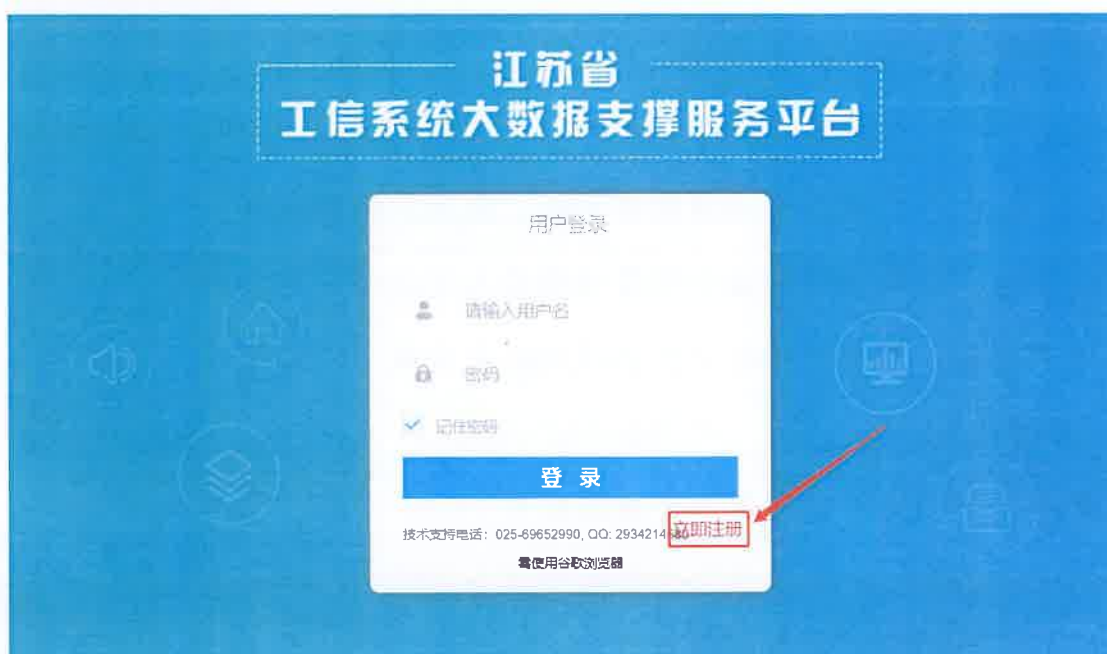 江苏省
工信系统大数据支撑服务平台
用户登录
请输入用户名
密码
记住密码
登 录
技术支持电话：025-69652990, QQ: 2934214580
立即注册
需使用谷歌浏览器